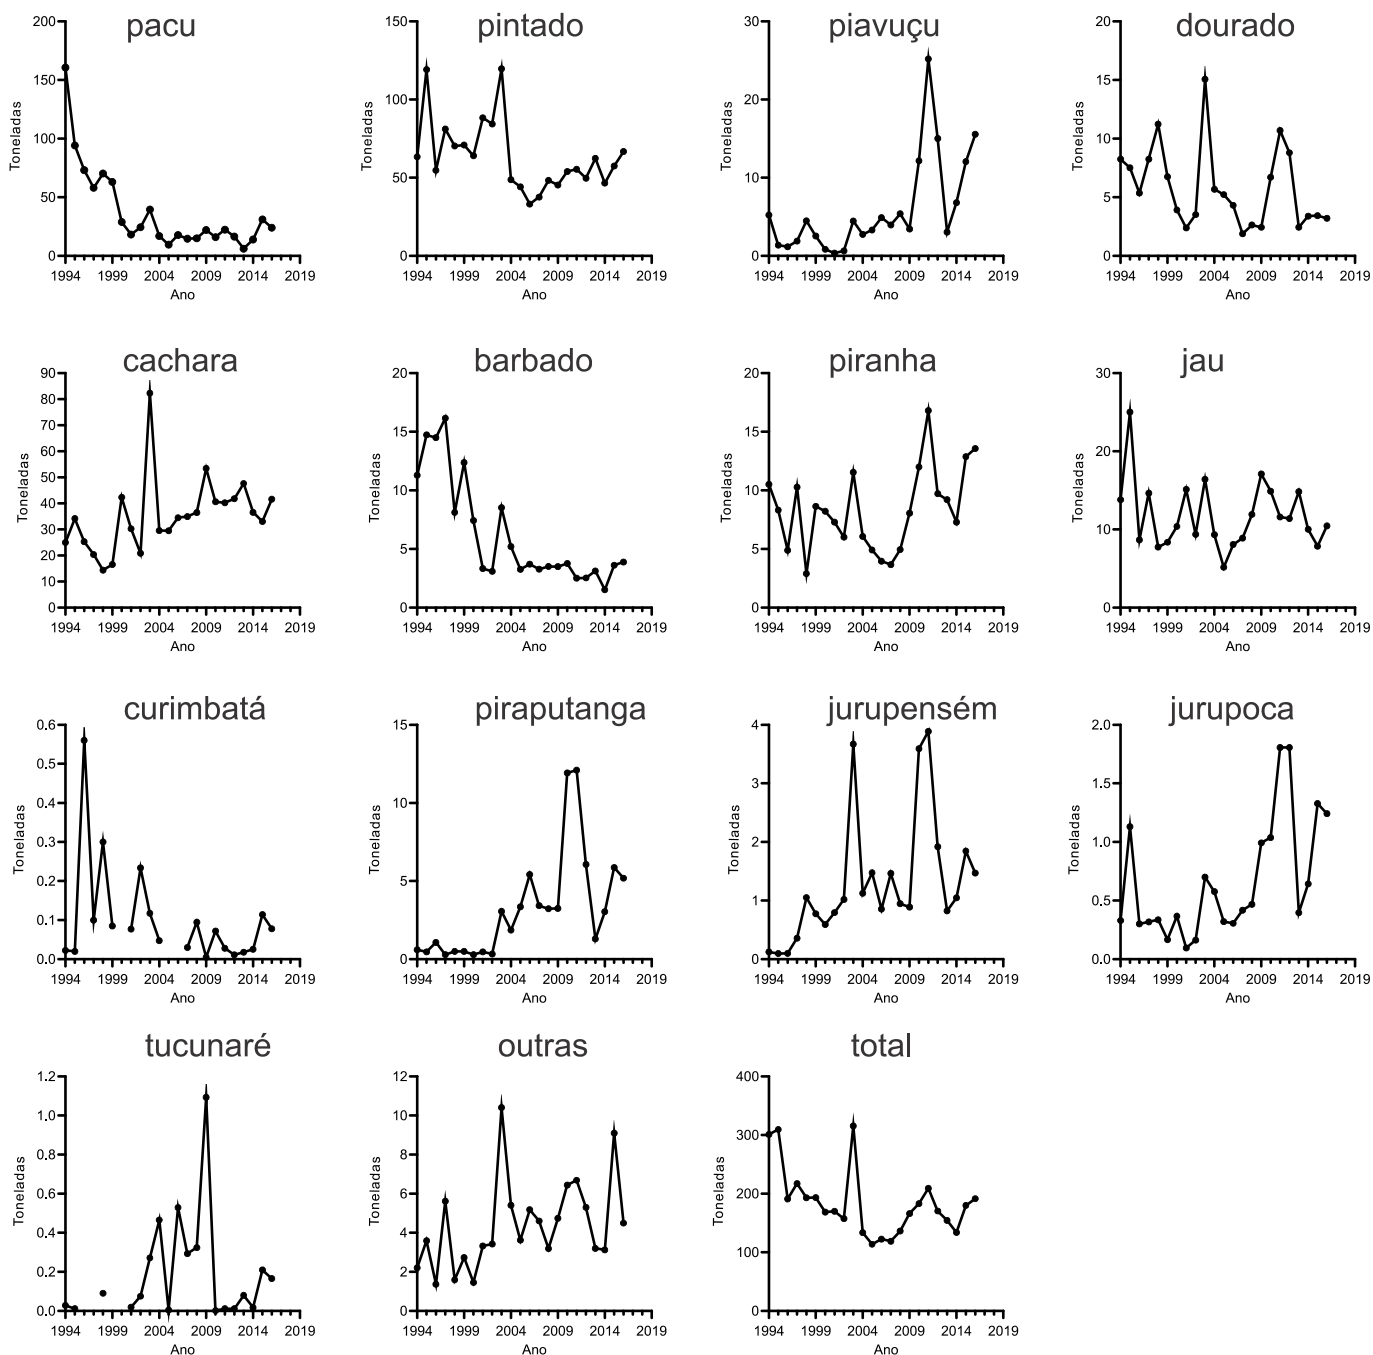 pacu
200
150
100
50
0
Toneladas
1994 1999 2004 2009 2014 2019
Ano
pintado
150
100
50
0
Toneladas
1994 1999 2004 2009 2014 2019
Ano
piavuçu
30
20
10
0
Toneladas
1994 1999 2004 2009 2014 2019
Ano
dourado
20
15
10
5
0
Toneladas
1994 1999 2004 2009 2014 2019
Ano
cachara
90
80
70
60
50
40
30
20
10
0
Toneladas
1994 1999 2004 2009 2014 2019
Ano
barbado
20
15
10
5
0
Toneladas
1994 1999 2004 2009 2014 2019
Ano
piranha
20
15
10
5
0
Toneladas
1994 1999 2004 2009 2014 2019
Ano
jau
30
20
10
0
Toneladas
1994 1999 2004 2009 2014 2019
Ano
curimbatá
0.6
0.5
0.4
0.3
0.2
0.1
0.0
Toneladas
1994 1999 2004 2009 2014 2019
Ano
piraputanga
15
10
5
0
Toneladas
1994 1999 2004 2009 2014 2019
Ano
jurupensém
4
3
2
1
0
Toneladas
1994 1999 2004 2009 2014 2019
Ano
jurupoca
2.0
1.5
1.0
0.5
0.0
Toneladas
1994 1999 2004 2009 2014 2019
Ano
tucunaré
1.2
1.0
0.8
0.6
0.4
0.2
0.0
Toneladas
1994 1999 2004 2009 2014 2019
Ano
outras
12
10
8
6
4
2
0
Toneladas
1994 1999 2004 2009 2014 2019
Ano
total
400
300
200
100
0
Toneladas
1994 1999 2004 2009 2014 2019
Ano